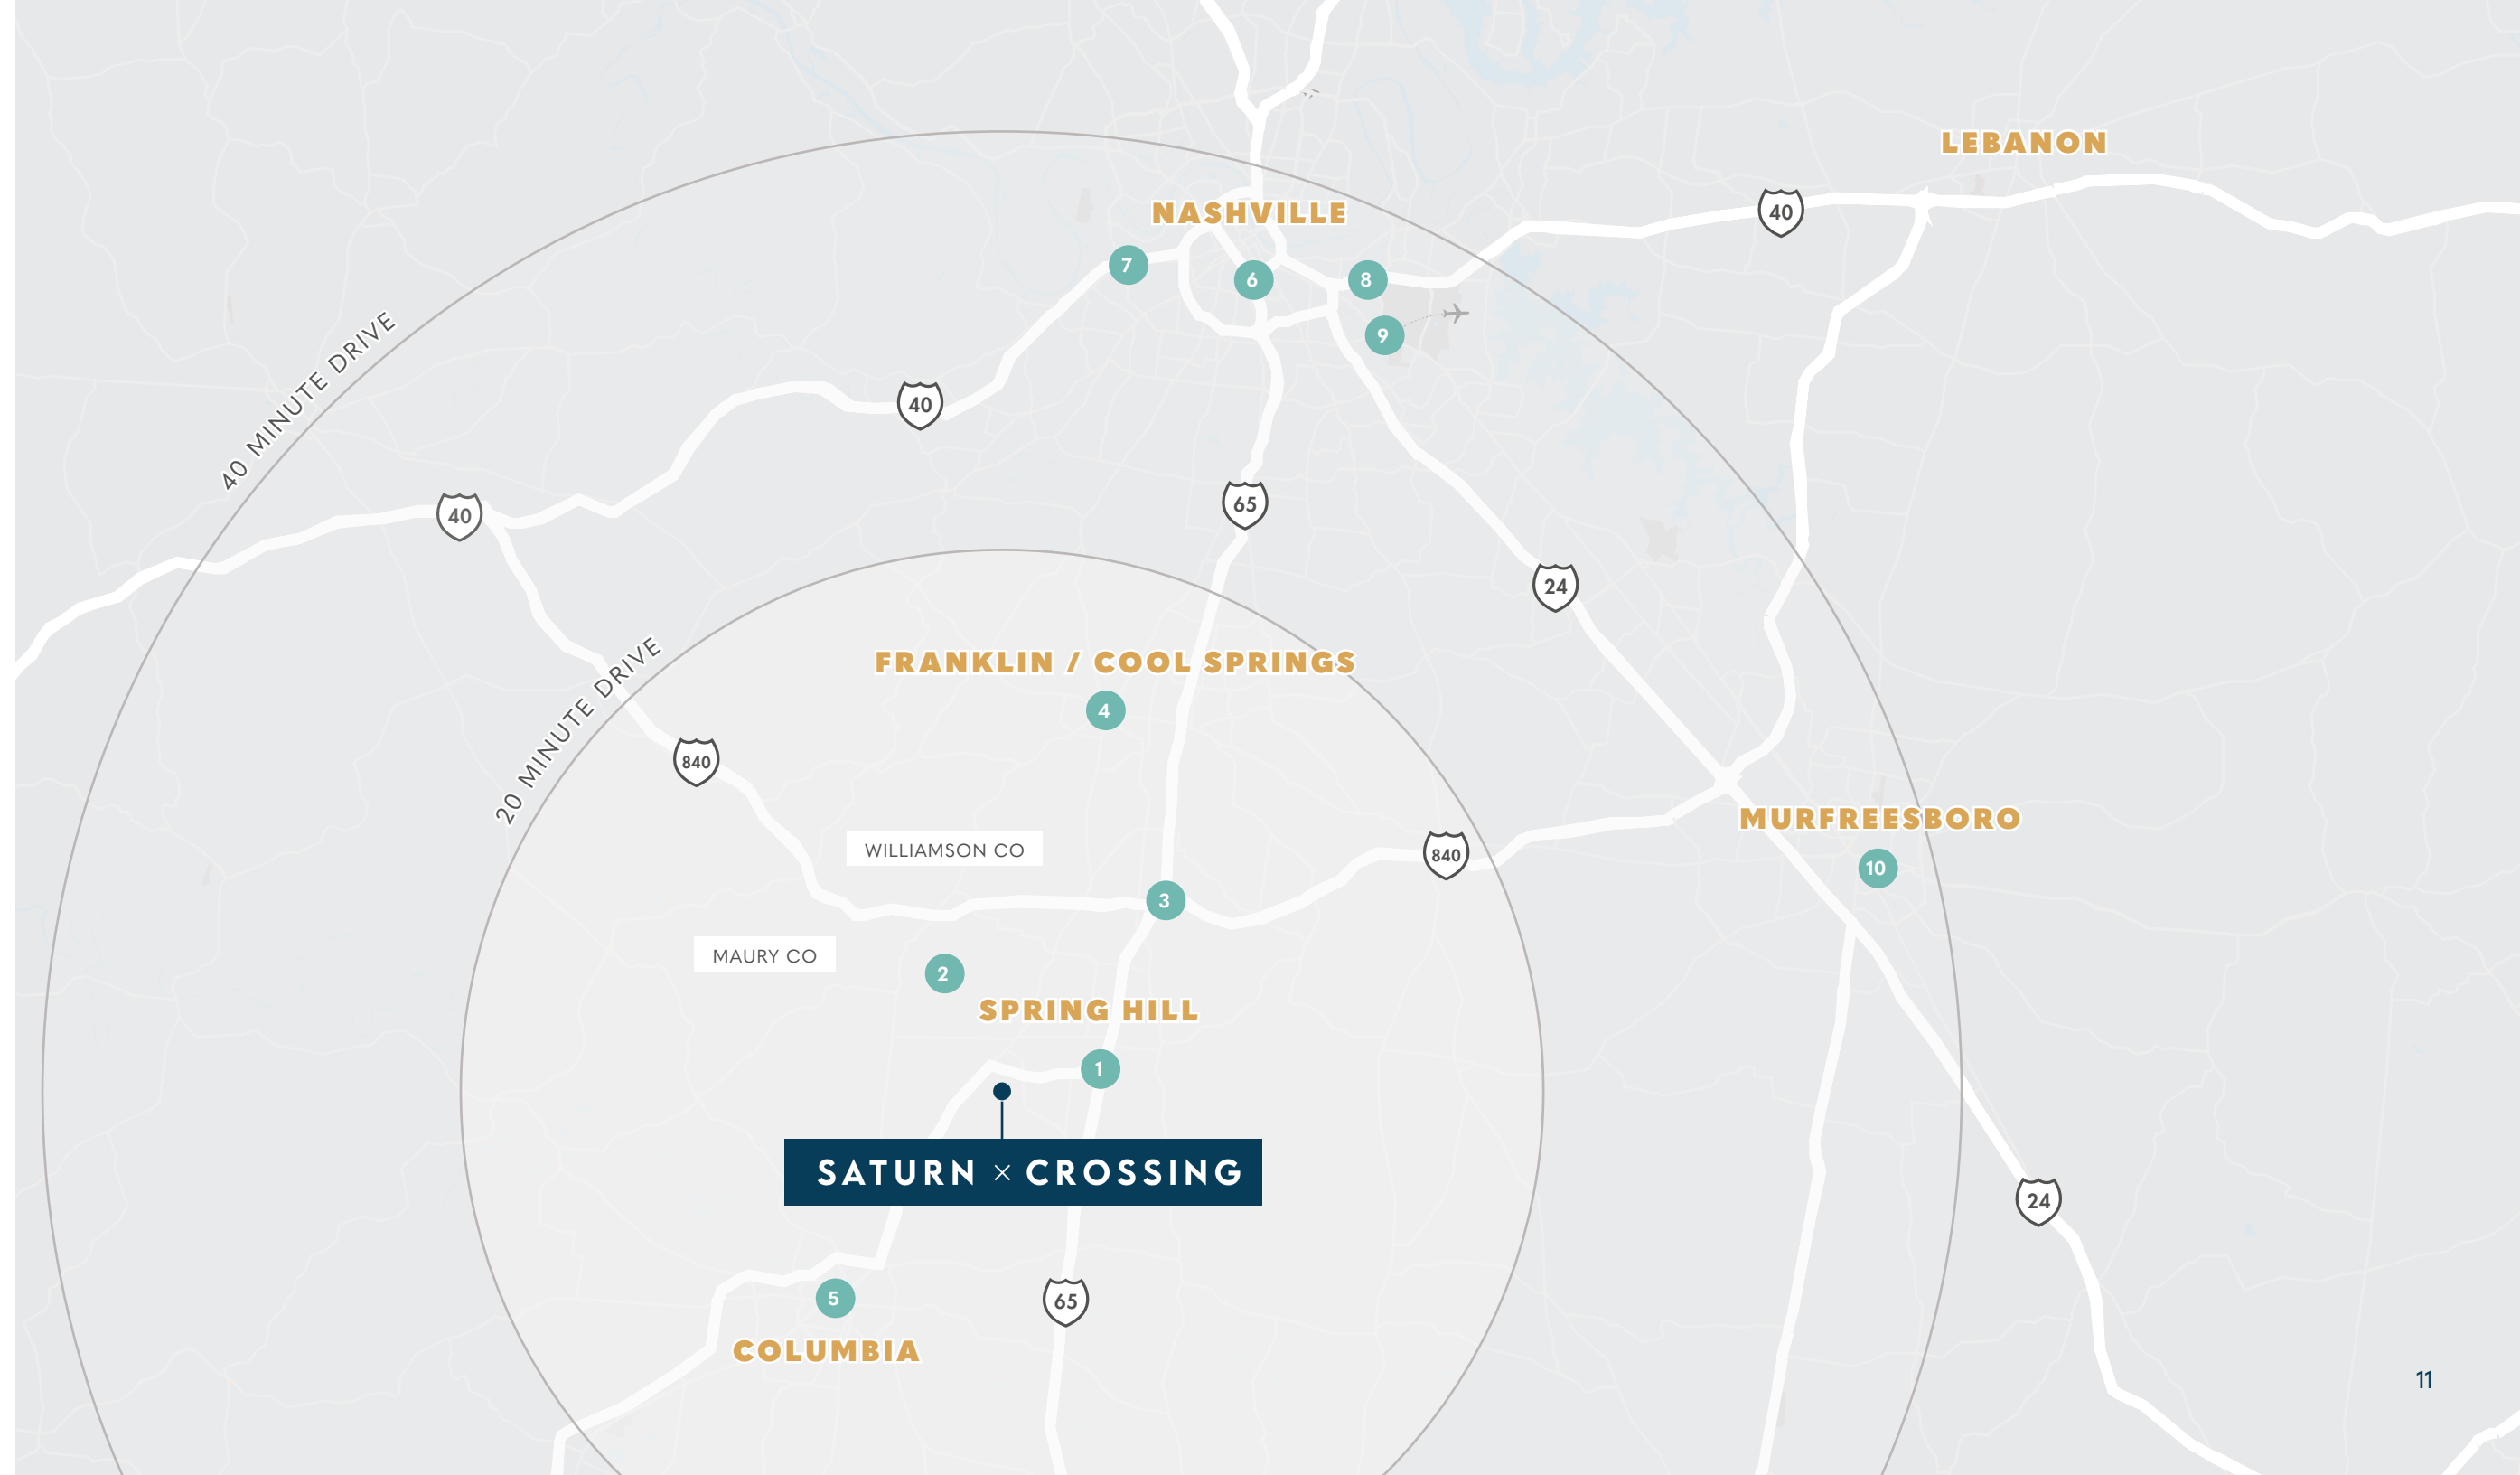 LEBANON
40
NASHVILLE
7
6
8
9
40 MINUTE DRIVE
40
40
65
24
20 MINUTE DRIVE
FRANKLIN / COOL SPRINGS
4
840
MURFREESBORO
WILLIAMSON CO
840
10
3
MAURY CO
2
SPRING HILL
1
SATURN × CROSSING
24
5
65
COLUMBIA
11